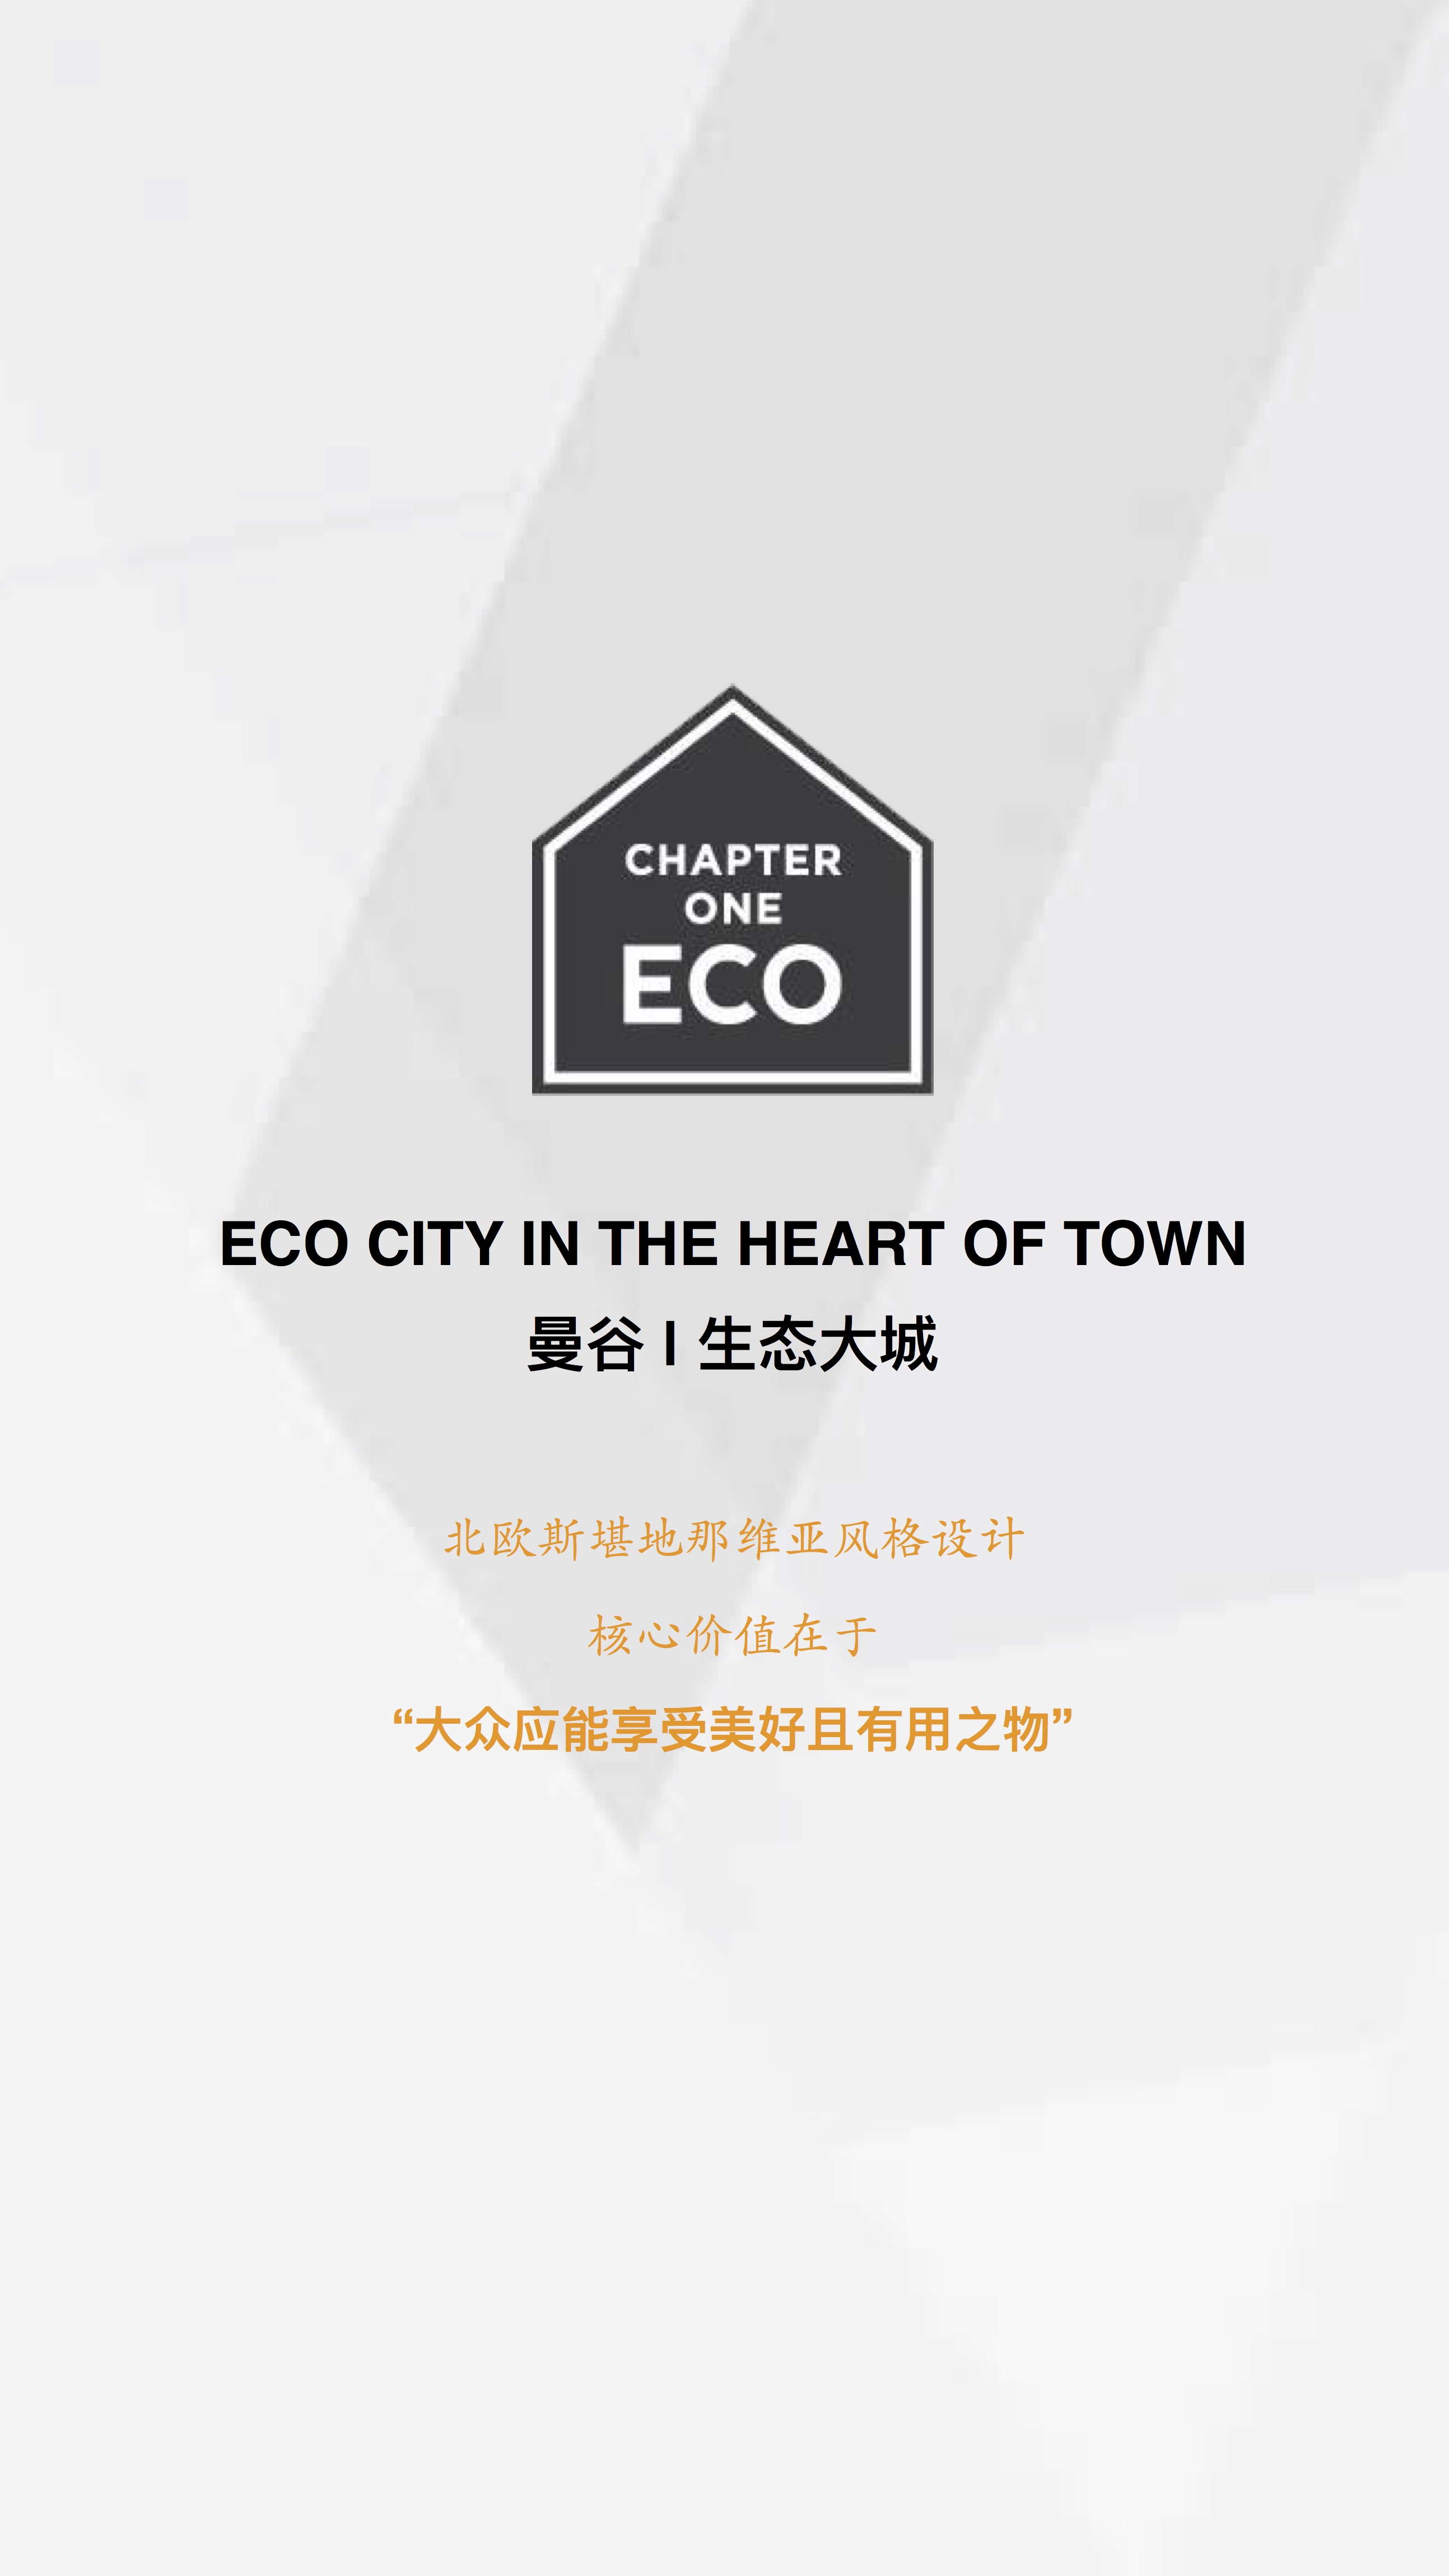 CHAPTER
ONE
ECO
ECO CITY IN THE HEART OF TOWN
曼谷 I 生态大城
北欧斯堪地那维亚风格设计
核心价值在于
“大众应能享受美好且有用之物”